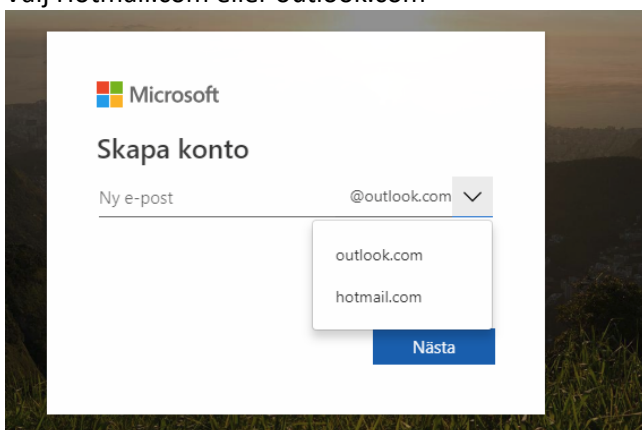 Välj Hotmail.com eller outlook.com
Microsoft
Skapa konto
Ny e-post @outlook.com
outlook.com
hotmail.com
Nästa